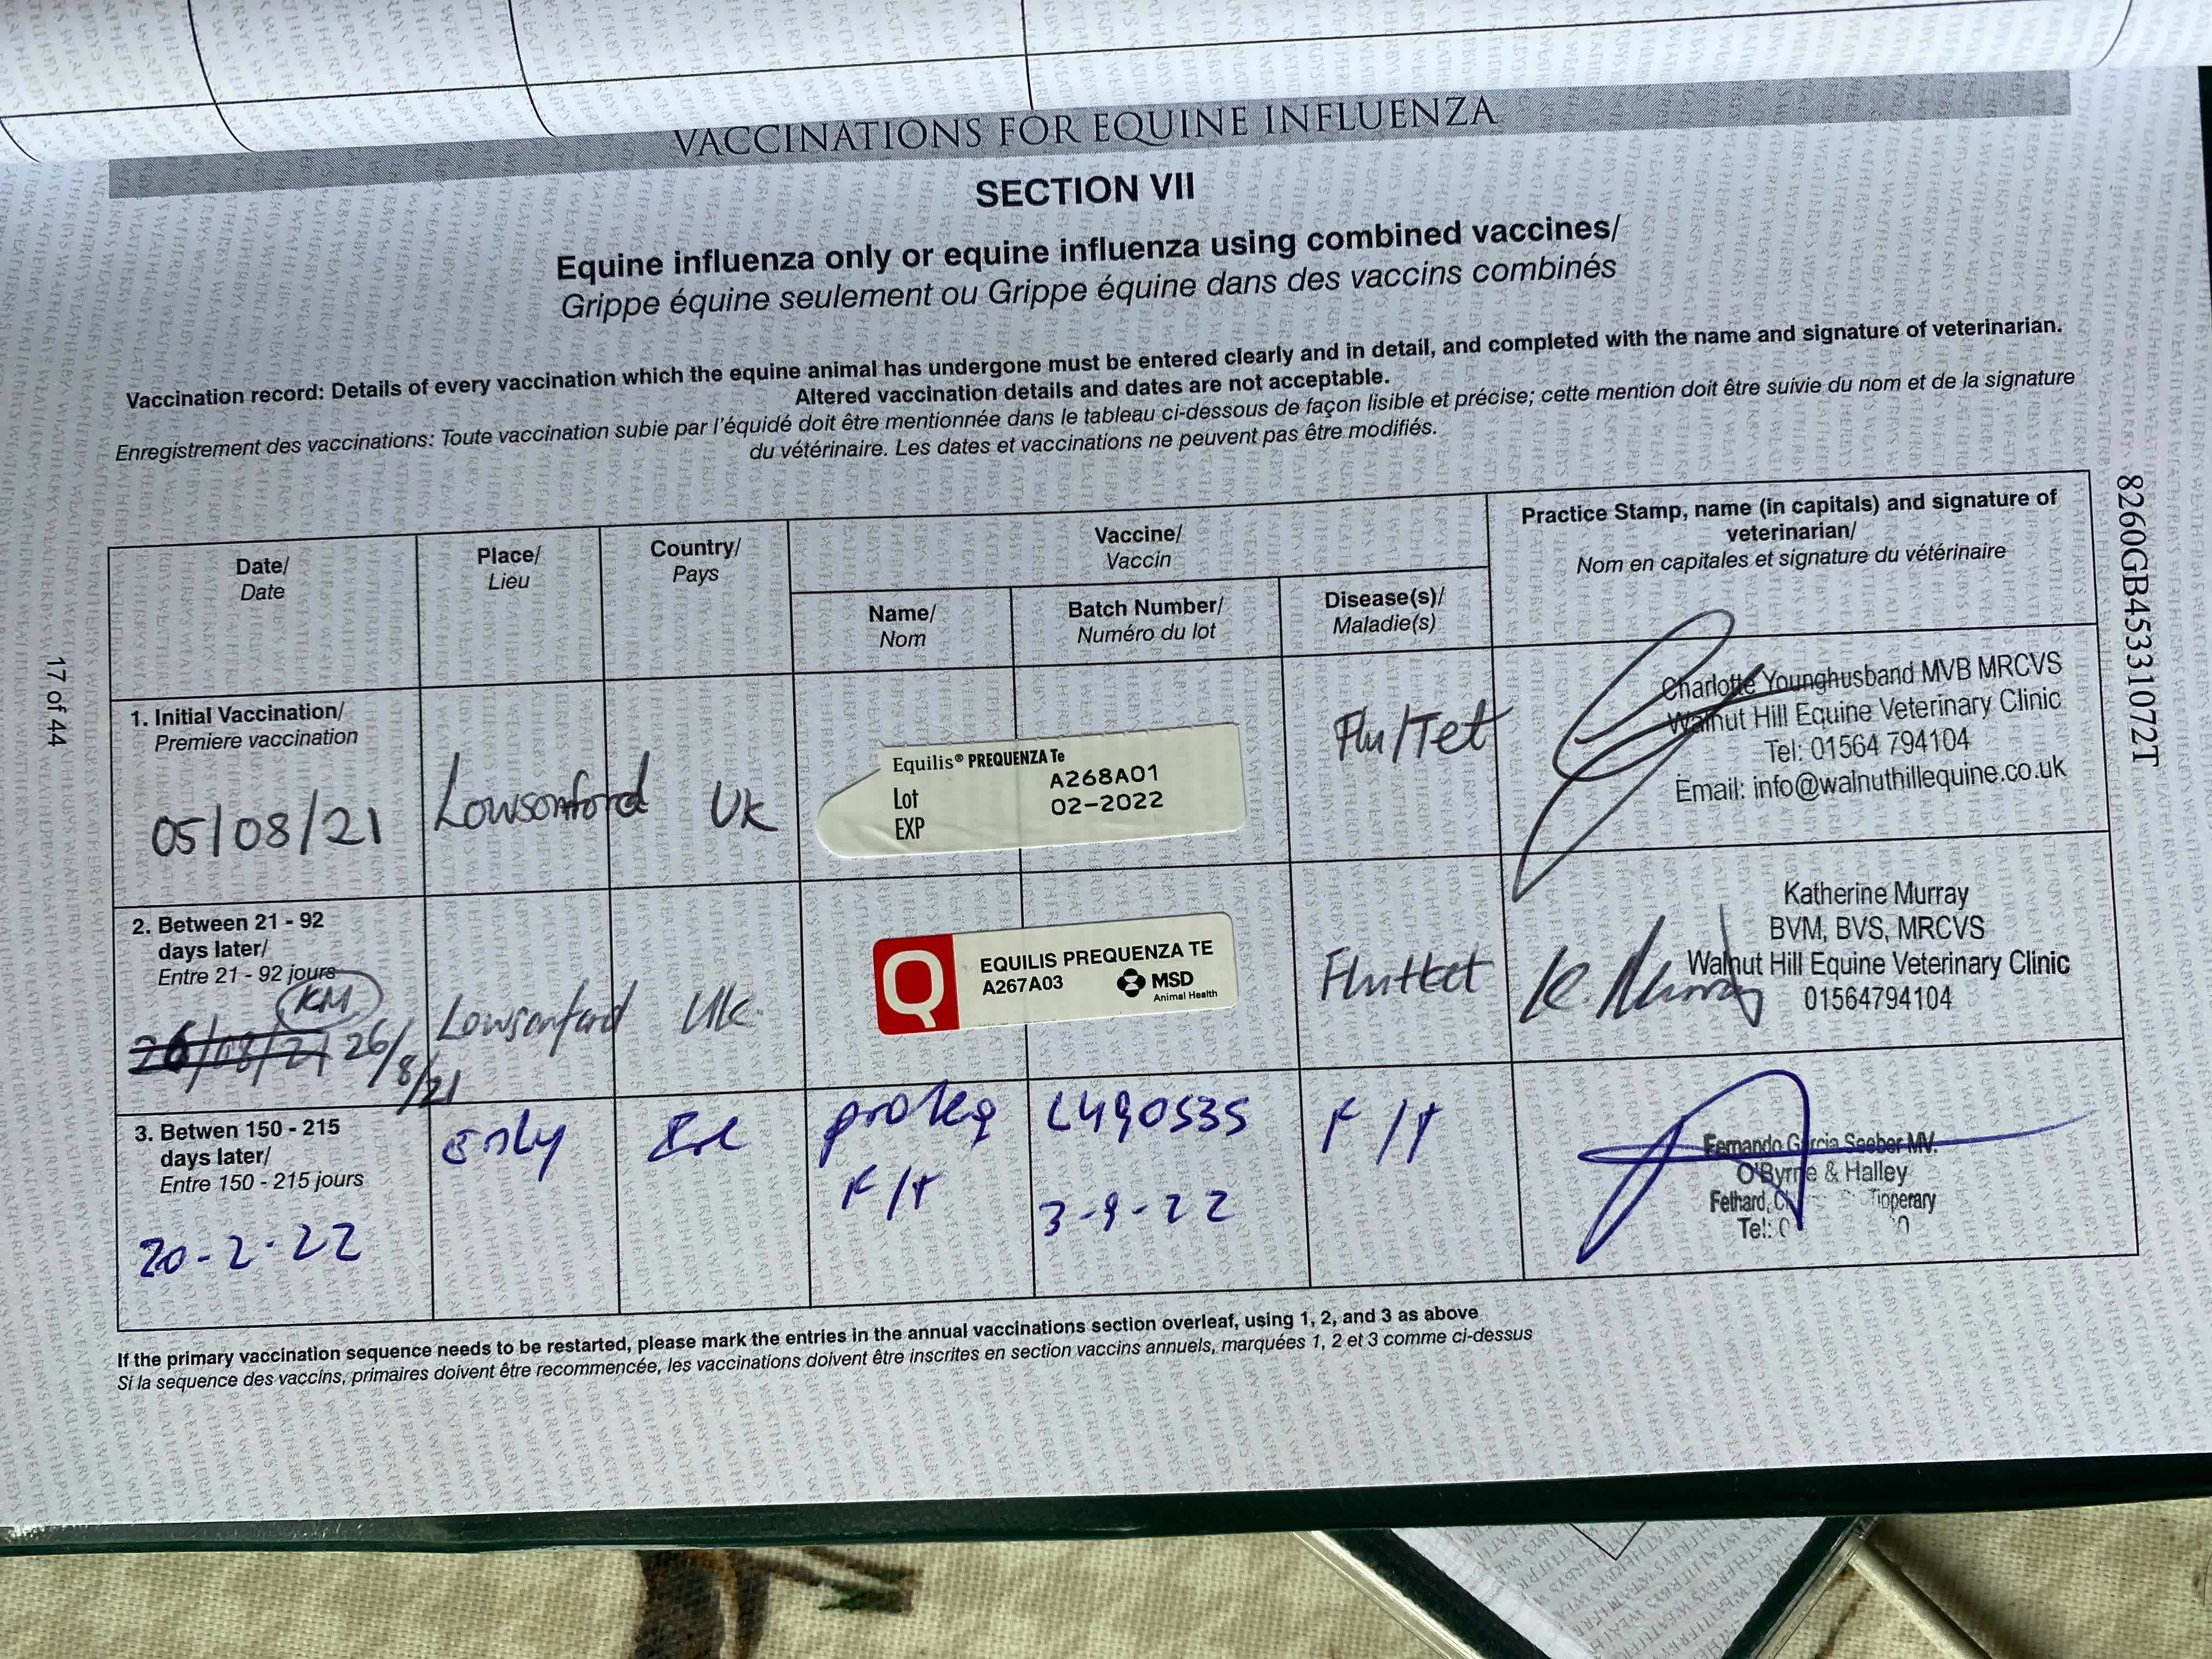 VACCINATIONS FOR EQUINE INFLUENZA
SECTION VII
Equine influenza only or equine influenza using combined vaccines/
Grippe équine seulement ou Grippe équine dans des vaccins combinés
Vaccination record: Details of every vaccination which the equine animal has undergone must be entered clearly and in detail, and completed with the name and signature of veterinarian.
Altered vaccination details and dates are not acceptable.
Enregistrement des vaccinations: Toute vaccination subie par l'équidé doit être mentionnée dans le tableau ci-dessous de façon lisible et précise; cette mention doit être suivie du nom et de la signature
du vétérinaire. Les dates et vaccinations ne peuvent pas être modifiés.
Date/
Date
Place/
Lieu
Country/
Pays
Vaccine/
Vaccin
Name/
Nom
Batch Number/
Numéro du lot
Disease(s)/
Maladie(s)
Practice Stamp, name (in capitals) and signature of
veterinarian/
Nom en capitales et signature du vétérinaire
1. Initial Vaccination/
Premiere vaccination
05/08/21
Lowsonford
UK
Equilis® PREQUENZA Te
Lot A268A01
EXP 02-2022
Flu/Tet
Charlotte Younghusband MVB MRCVS
Walnut Hill Equine Veterinary Clinic
Tel: 01564 794104
Email: info@walnuthillequine.co.uk
2. Between 21 - 92
days later/
Entre 21 - 92 jours
KM
26/08/21 26/8/21
Lowsonford
UK.
Q
EQUILIS PREQUENZA TE
A267A03
MSD
Animal Health
Flu+tet
K. Murray
Katherine Murray
BVM, BVS, MRCVS
Walnut Hill Equine Veterinary Clinic
01564794104
3. Betwen 150 - 215
days later/
Entre 150 - 215 jours
20-2-22
Irl
proteq
F/T
L490535
3-9-22
F/T
Fernando Garcia Seeber MV.
O'Byrne & Halley
Felhard, Tipperary
Tel: 0
If the primary vaccination sequence needs to be restarted, please mark the entries in the annual vaccinations section overleaf, using 1, 2, and 3 as above
Si la sequence des vaccins, primaires doivent être recommencée, les vaccinations doivent être inscrites en section vaccins annuels, marquées 1, 2 et 3 comme ci-dessus
17 of 44
8260GB45331072T